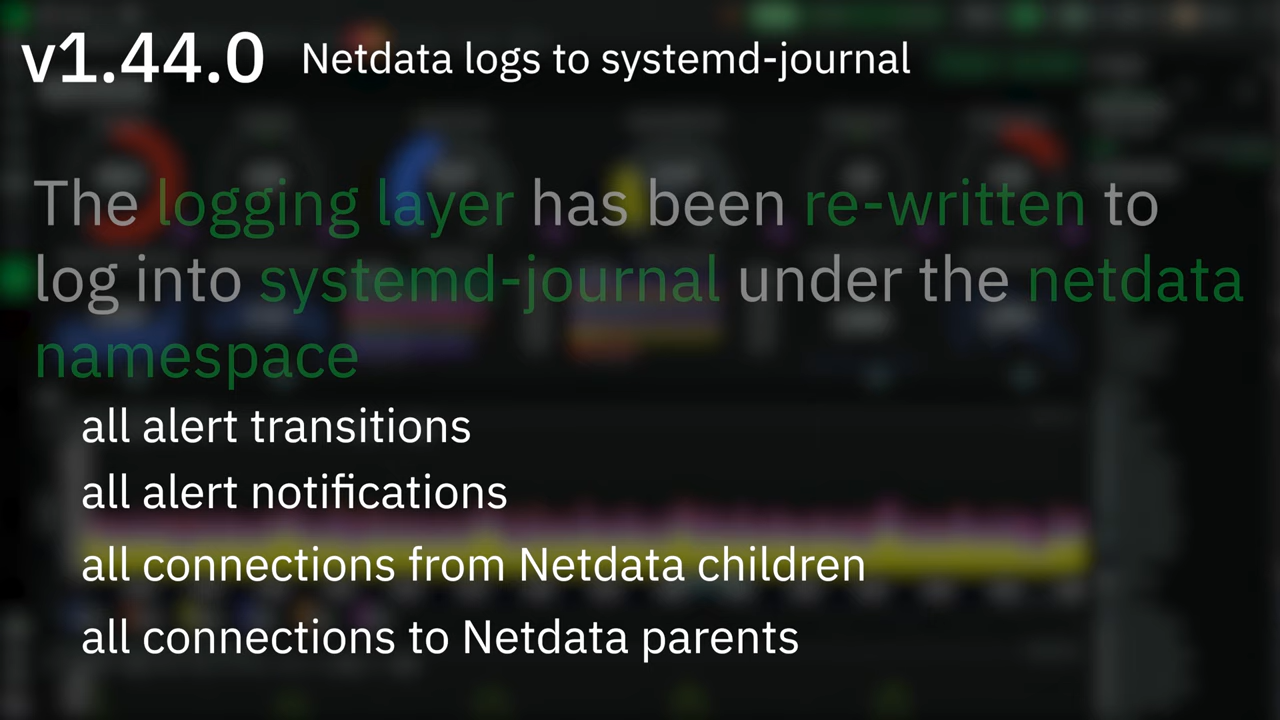 v1.44.0 Netdata logs to systemd-journal
The logging layer has been re-written to
log into systemd-journal under the netdata
namespace
all alert transitions
all alert notifications
all connections from Netdata children
all connections to Netdata parents